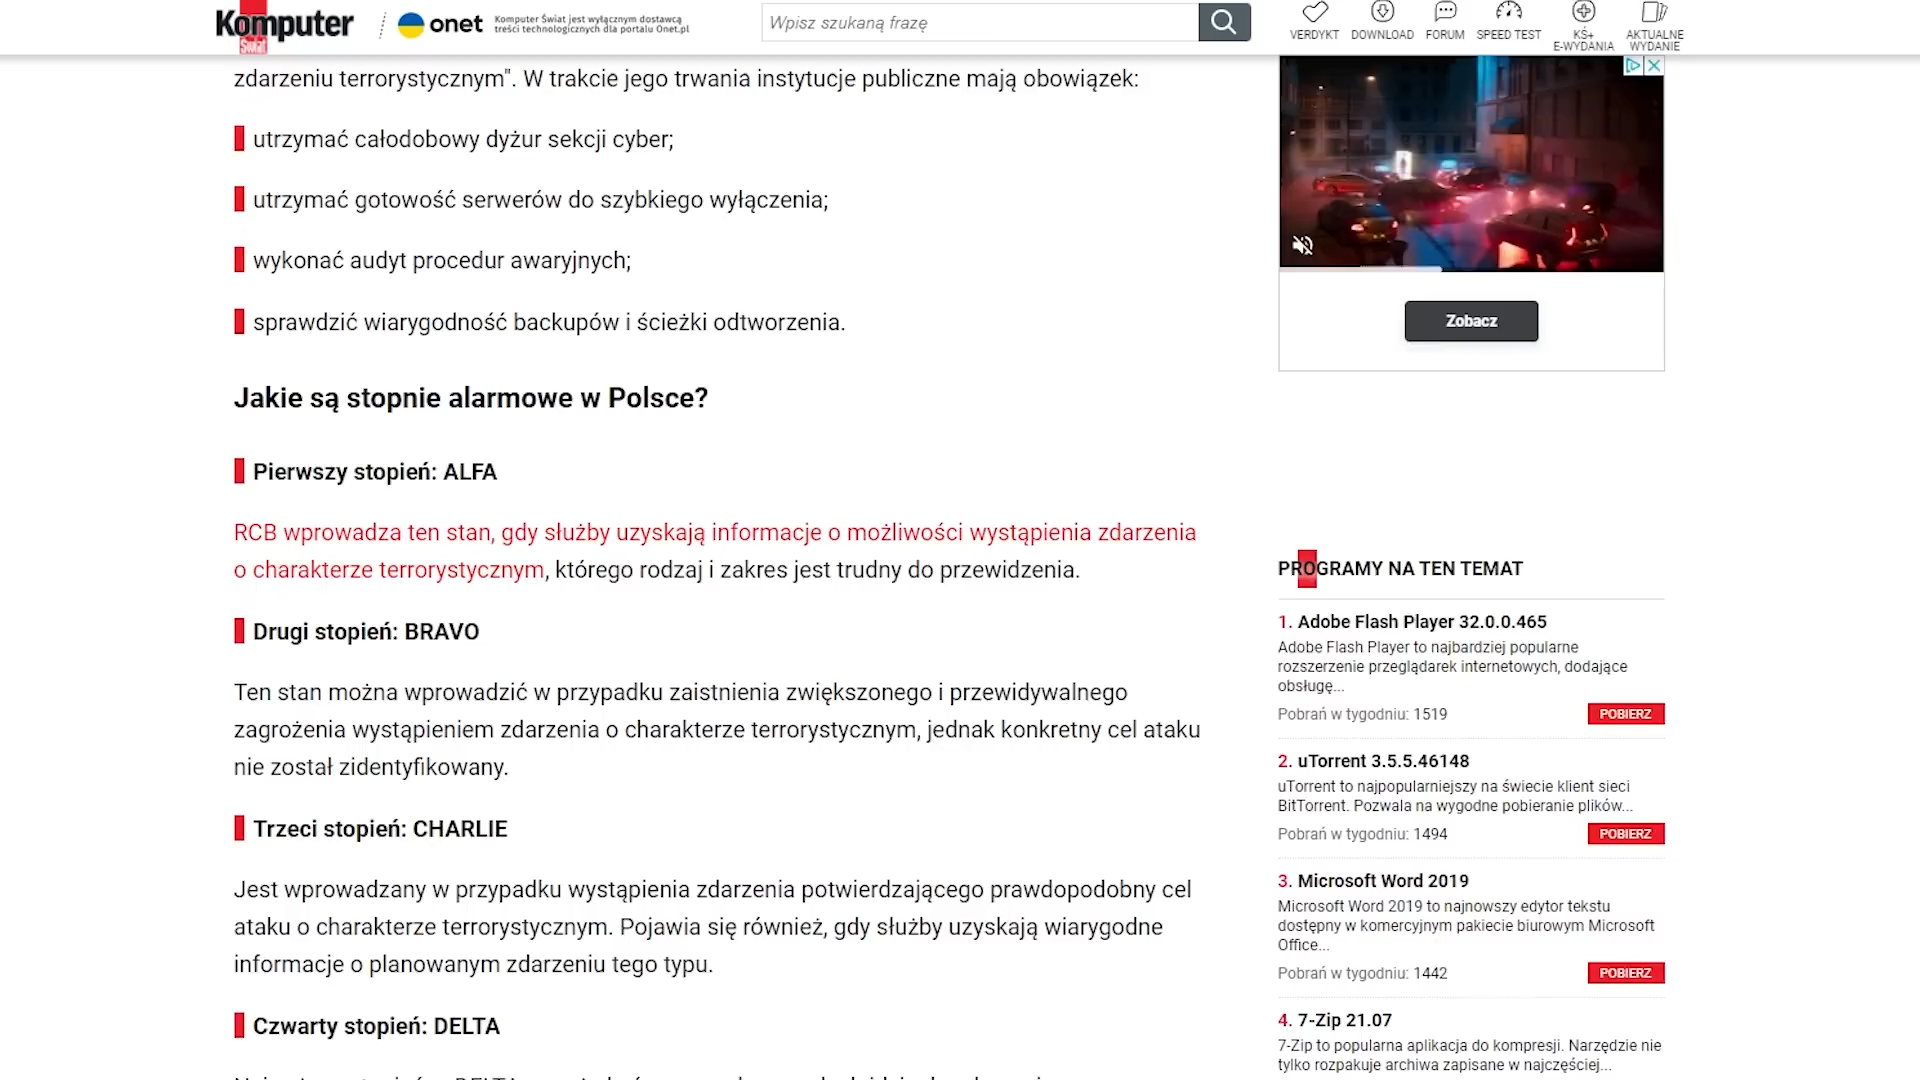 Komputer
Świat
onet
Komputer Świat jest wyłącznym dostawcą
treści technologicznych dla portalu Onet.pl
Wpisz szukaną frazę
VERDYKT
DOWNLOAD
FORUM
SPEED TEST
KŚ+
E-WYDANIA
AKTUALNE
WYDANIE
zdarzeniu terrorystycznym". W trakcie jego trwania instytucje publiczne mają obowiązek:
utrzymać całodobowy dyżur sekcji cyber;
utrzymać gotowość serwerów do szybkiego wyłączenia;
wykonać audyt procedur awaryjnych;
sprawdzić wiarygodność backupów i ścieżki odtworzenia.
Jakie są stopnie alarmowe w Polsce?
Pierwszy stopień: ALFA
RCB wprowadza ten stan, gdy służby uzyskają informacje o możliwości wystąpienia zdarzenia
o charakterze terrorystycznym, którego rodzaj i zakres jest trudny do przewidzenia.
Drugi stopień: BRAVO
Ten stan można wprowadzić w przypadku zaistnienia zwiększonego i przewidywalnego
zagrożenia wystąpieniem zdarzenia o charakterze terrorystycznym, jednak konkretny cel ataku
nie został zidentyfikowany.
Trzeci stopień: CHARLIE
Jest wprowadzany w przypadku wystąpienia zdarzenia potwierdzającego prawdopodobny cel
ataku o charakterze terrorystycznym. Pojawia się również, gdy służby uzyskają wiarygodne
informacje o planowanym zdarzeniu tego typu.
Czwarty stopień: DELTA
Zobacz
PROGRAMY NA TEN TEMAT
1. Adobe Flash Player 32.0.0.465
Adobe Flash Player to najbardziej popularne
rozszerzenie przeglądarek internetowych, dodające
obsługę...
Pobrań w tygodniu: 1519
POBIERZ
2. uTorrent 3.5.5.46148
uTorrent to najpopularniejszy na świecie klient sieci
BitTorrent. Pozwala na wygodne pobieranie plików...
Pobrań w tygodniu: 1494
POBIERZ
3. Microsoft Word 2019
Microsoft Word 2019 to najnowszy edytor tekstu
dostępny w komercyjnym pakiecie biurowym Microsoft
Office...
Pobrań w tygodniu: 1442
POBIERZ
4. 7-Zip 21.07
7-Zip to popularna aplikacja do kompresji. Narzędzie nie
tylko rozpakuje archiwa zapisane w najczęściej...